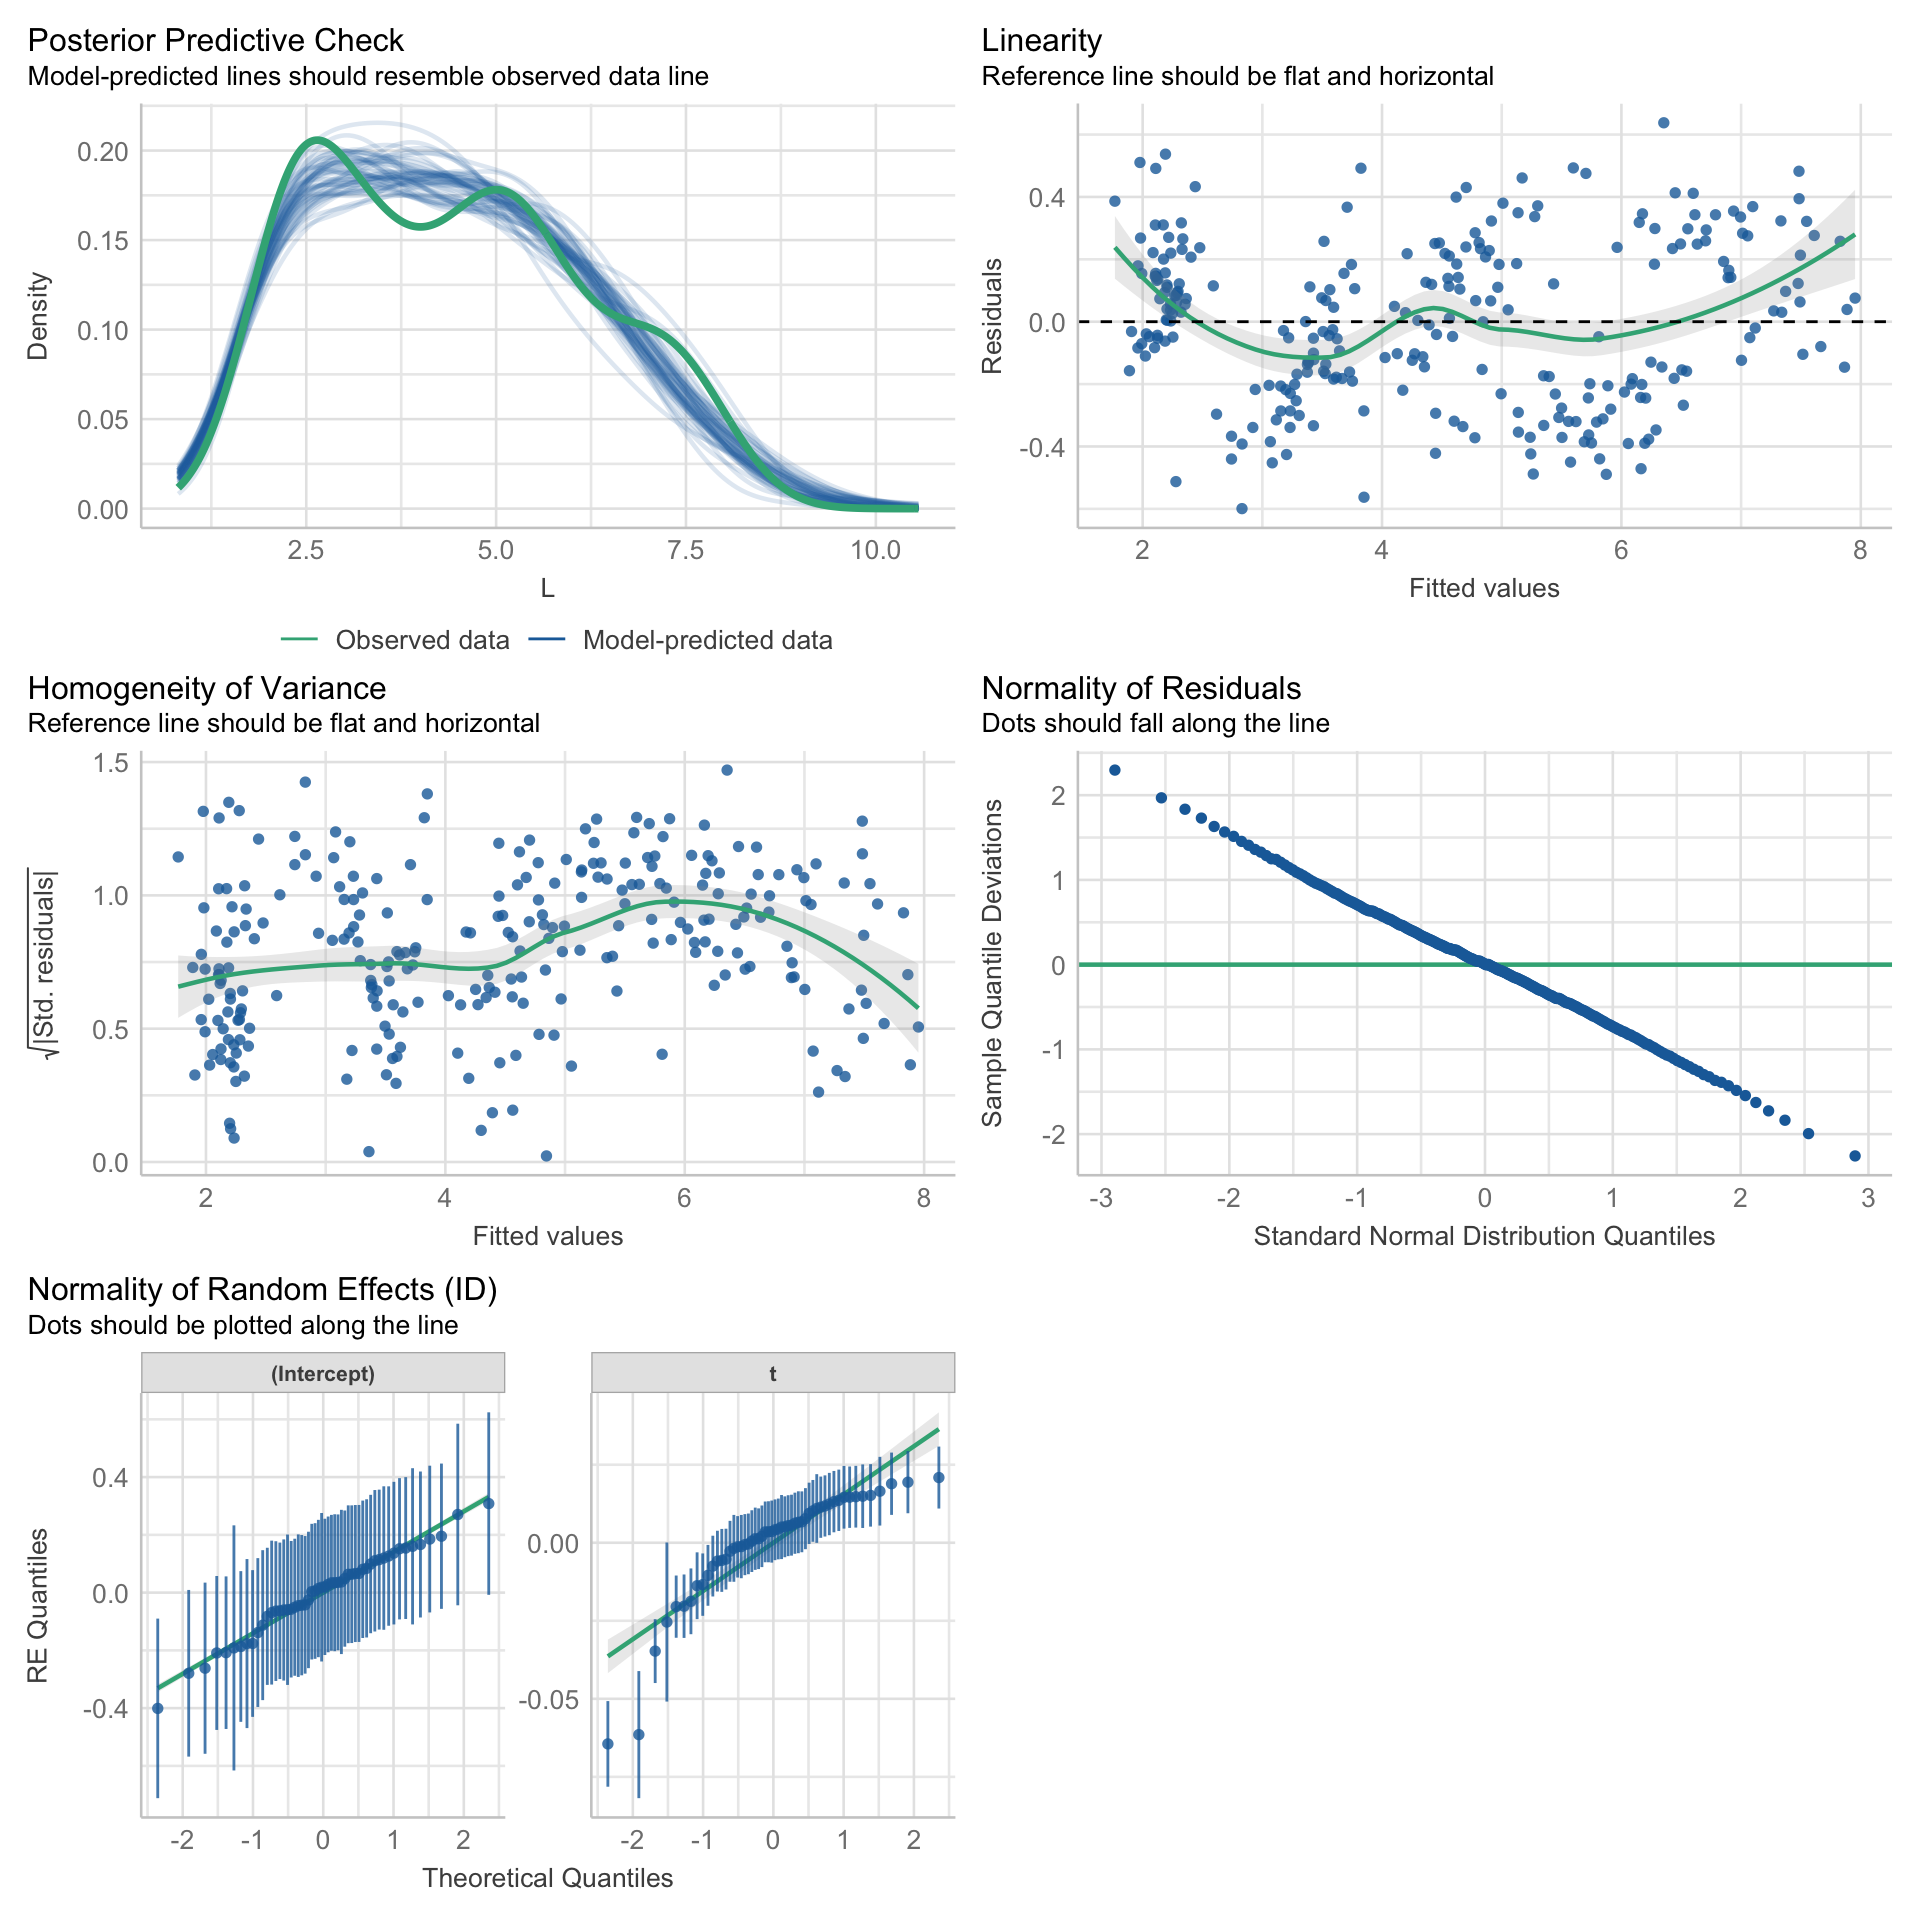 Posterior Predictive Check
Model-predicted lines should resemble observed data line
Density
0.20
0.15
0.10
0.05
0.00
2.5 5.0 7.5 10.0
L
Observed data Model-predicted data
Linearity
Reference line should be flat and horizontal
Residuals
0.4
0.0
-0.4
2 4 6 8
Fitted values
Homogeneity of Variance
Reference line should be flat and horizontal
√|Std. residuals|
1.5
1.0
0.5
0.0
2 4 6 8
Fitted values
Normality of Residuals
Dots should fall along the line
Sample Quantile Deviations
2
1
0
-1
-2
-3 -2 -1 0 1 2 3
Standard Normal Distribution Quantiles
Normality of Random Effects (ID)
Dots should be plotted along the line
(Intercept) t
RE Quantiles
0.4
0.0
-0.4
0.00
-0.05
-2 -1 0 1 2 -2 -1 0 1 2
Theoretical Quantiles